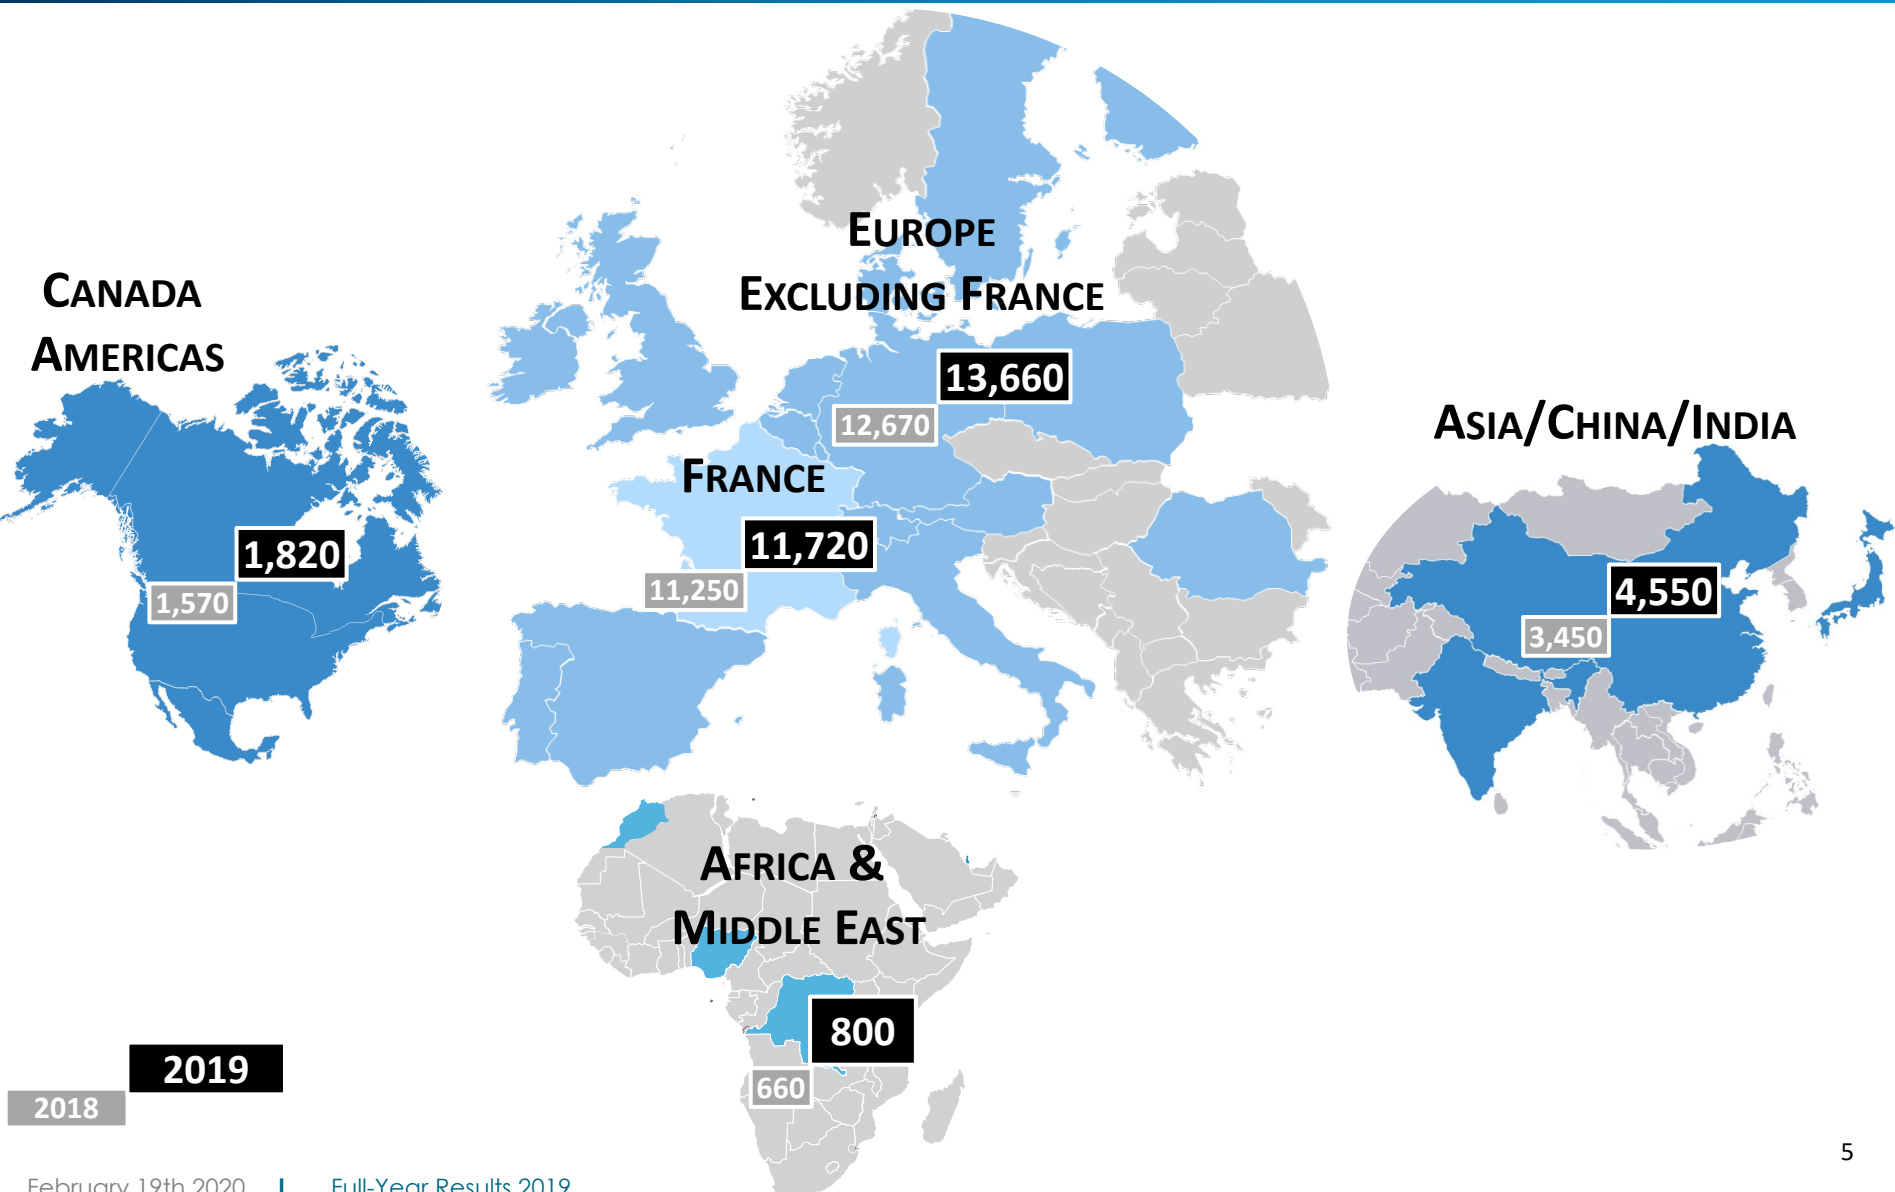 EUROPE
EXCLUDING FRANCE
CANADA
AMERICAS
13,660
12,670
ASIA/CHINA/INDIA
FRANCE
11,720
11,250
1,820
1,570
4,550
3,450
AFRICA &
MIDDLE EAST
800
660
2019
2018
5
February 19th 2020 | Full-Year Results 2019